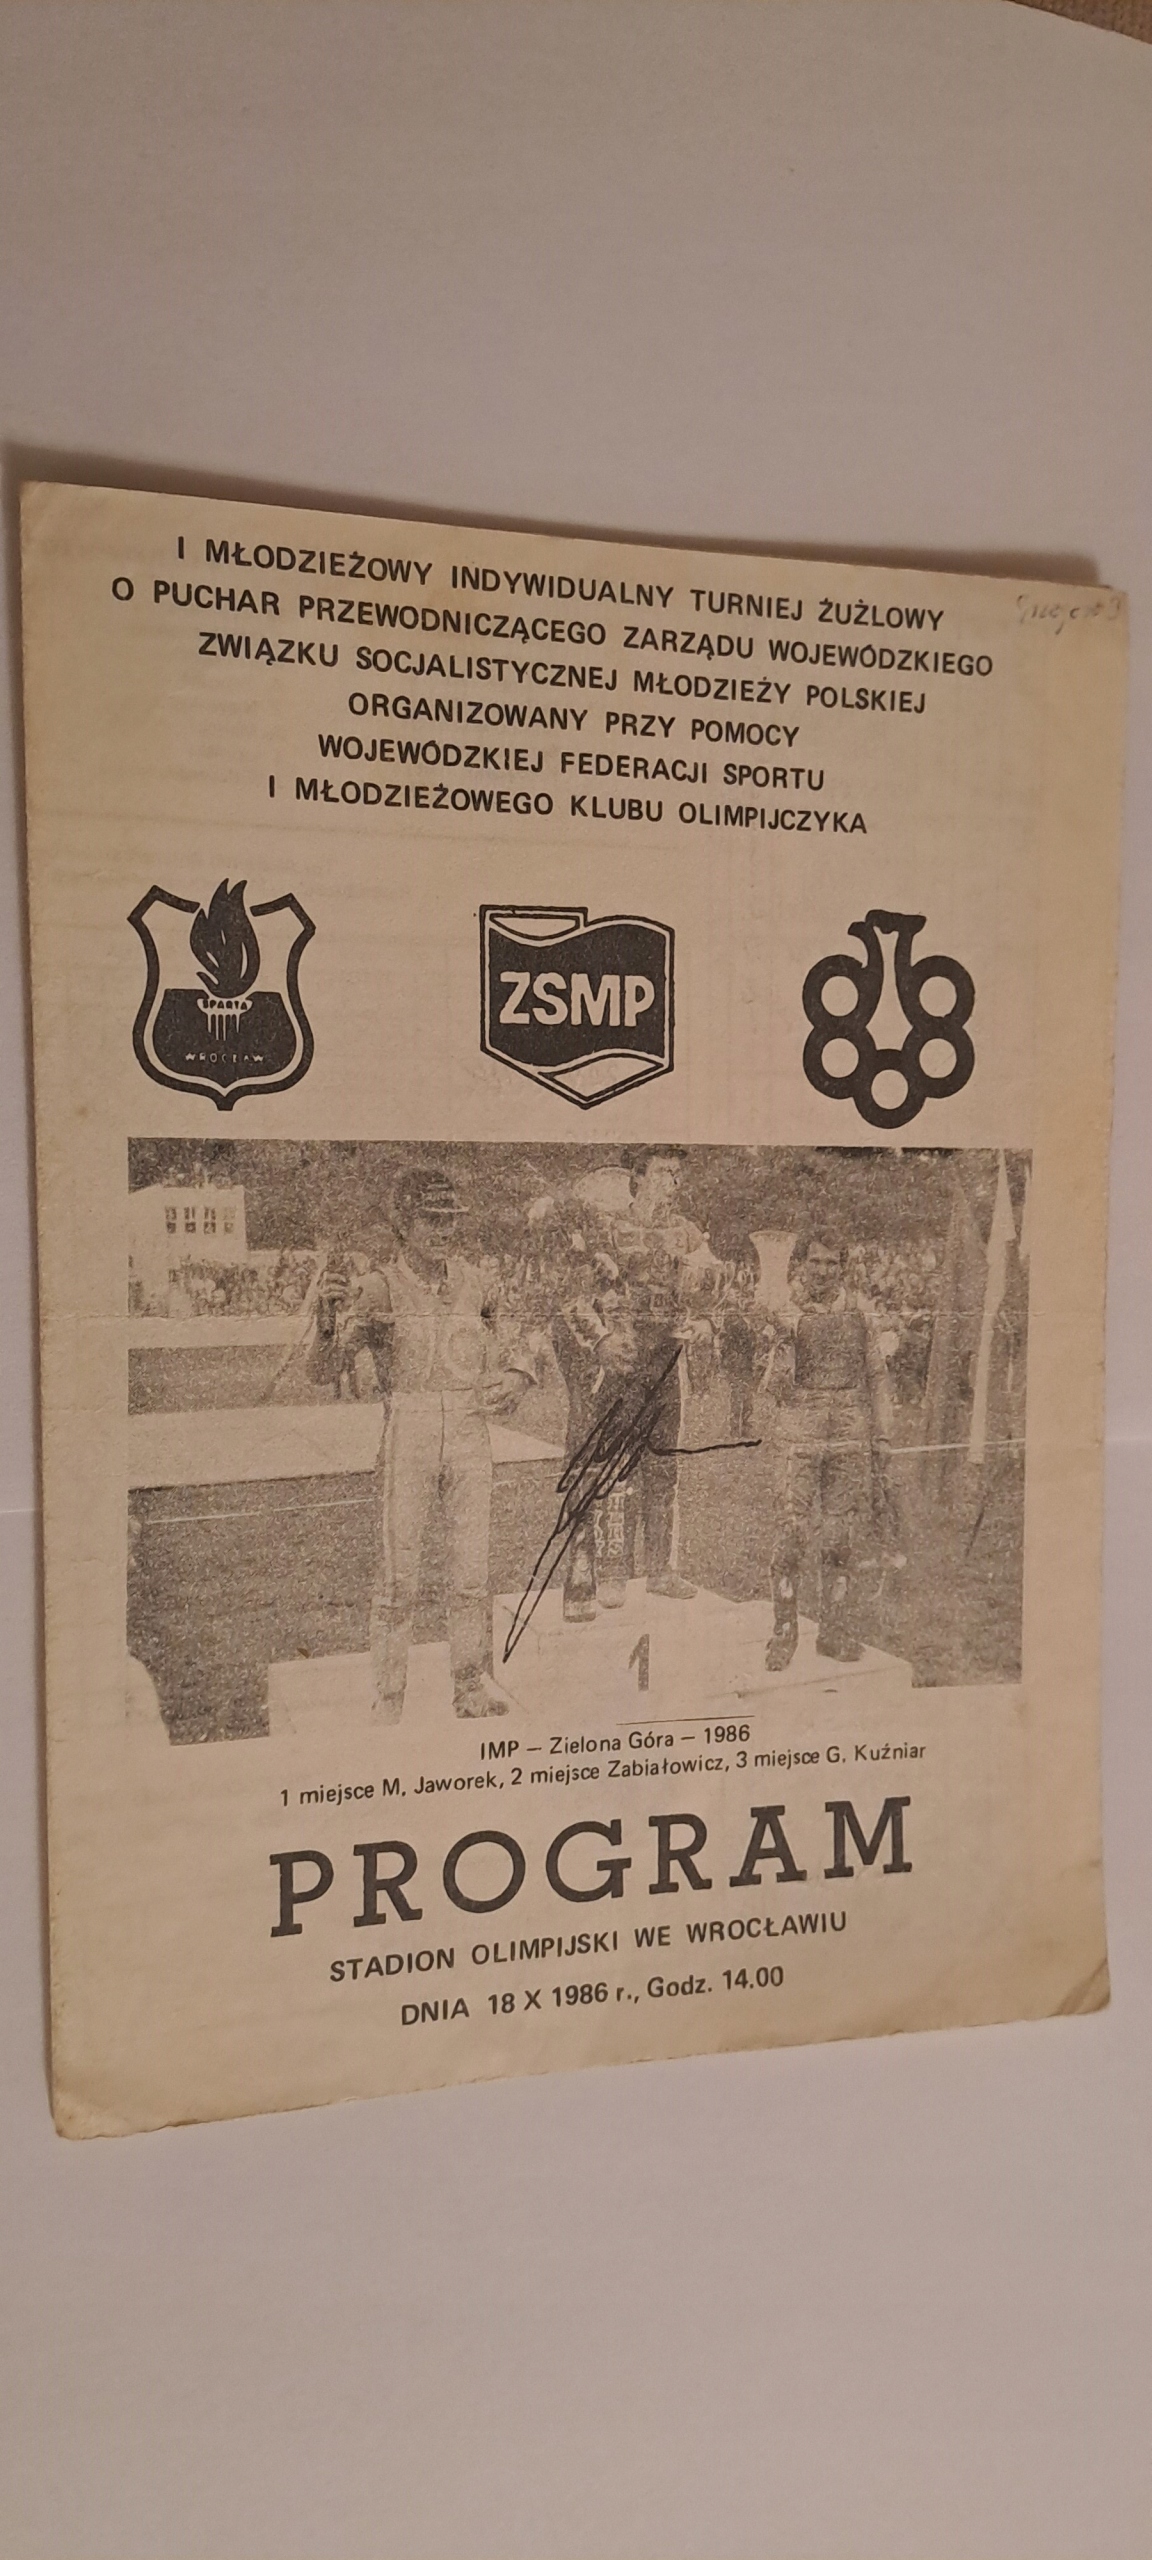 I MŁODZIEŻOWY INDYWIDUALNY TURNIEJ ŻUŻLOWY
O PUCHAR PRZEWODNICZĄCEGO ZARZĄDU WOJEWÓDZKIEGO
ZWIĄZKU SOCJALISTYCZNEJ MŁODZIEŻY POLSKIEJ
ORGANIZOWANY PRZY POMOCY
WOJEWÓDZKIEJ FEDERACJI SPORTU
I MŁODZIEŻOWEGO KLUBU OLIMPIJCZYKA
SPARTA
WROCŁAW
ZSMP
1
IMP – Zielona Góra – 1986
1 miejsce M. Jaworek, 2 miejsce Zabiałowicz, 3 miejsce G. Kuźniar
PROGRAM
STADION OLIMPIJSKI WE WROCŁAWIU
DNIA 18 X 1986 r., Godz. 14.00